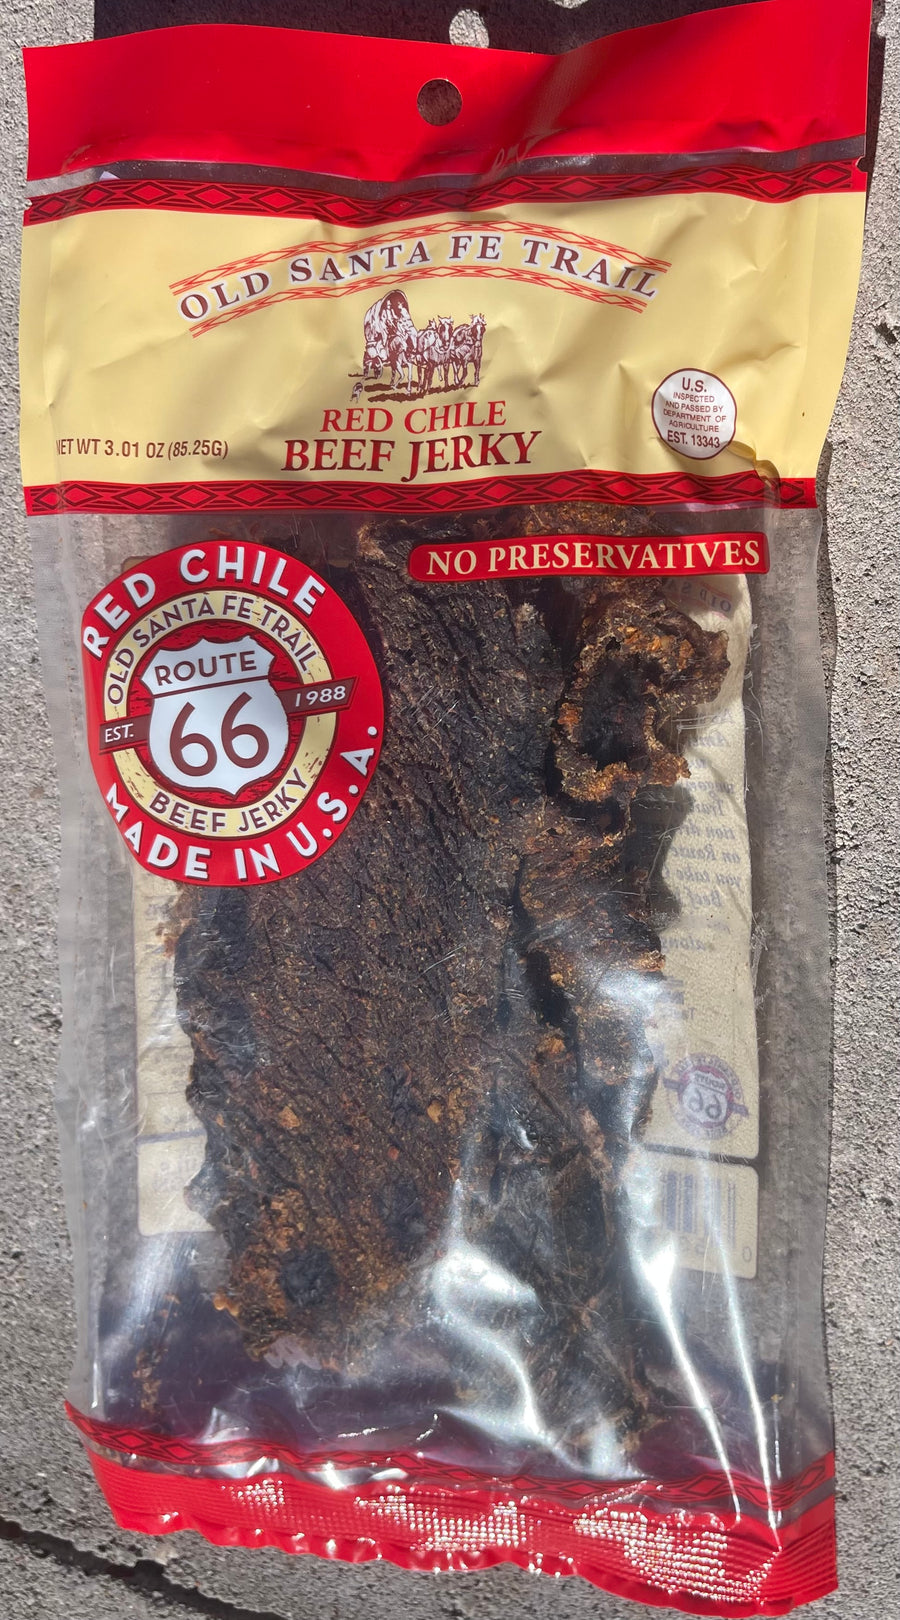 OLD SANTA FE TRAIL
RED CHILE
BEEF JERKY
NET WT 3.01 OZ (85.25G)
U.S.
INSPECTED
AND PASSED BY
DEPARTMENT OF
AGRICULTURE
EST. 13343
NO PRESERVATIVES
RED CHILE
OLD SANTA FE TRAIL
ROUTE
66
EST. 1988
BEEF JERKY
MADE IN U.S.A.